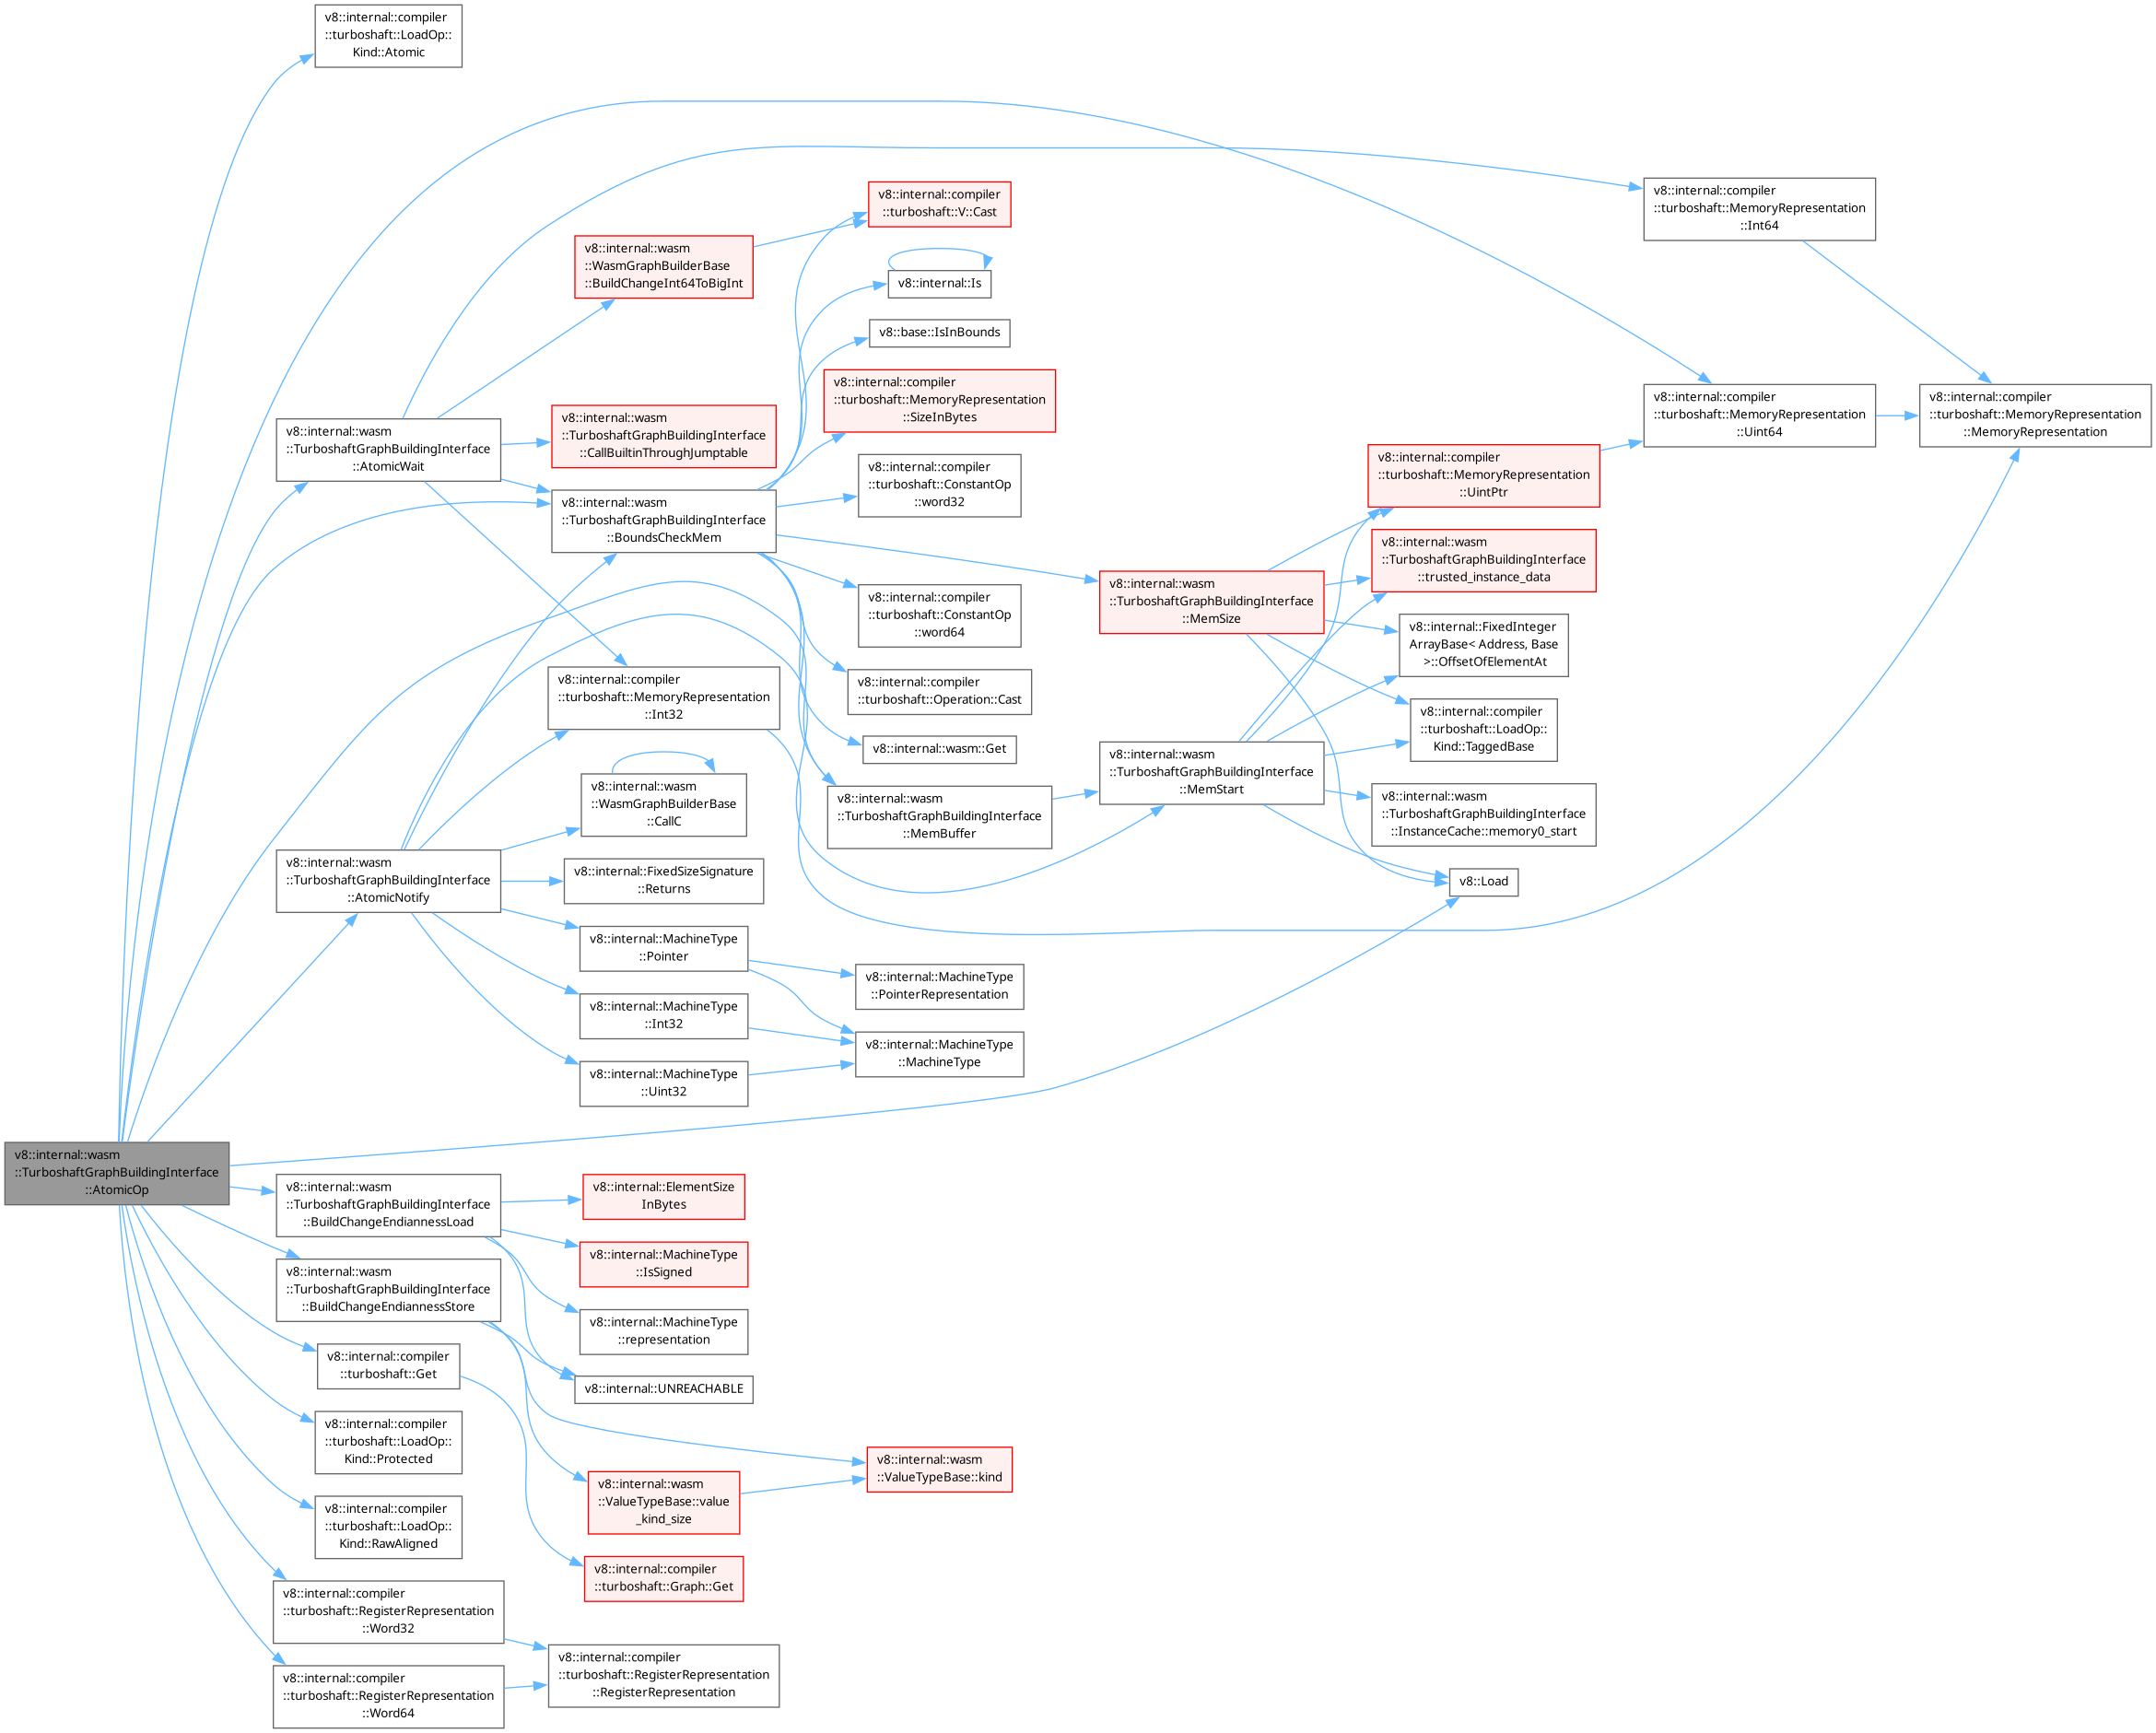 v8::internal::compiler
::turboshaft::LoadOp::
Kind::Atomic
v8::internal::compiler
::turboshaft::V::Cast
v8::internal::compiler
::turboshaft::MemoryRepresentation
::Int64
v8::internal::wasm
::WasmGraphBuilderBase
::BuildChangeInt64ToBigInt
v8::internal::Is
v8::base::IsInBounds
v8::internal::compiler
::turboshaft::MemoryRepresentation
::SizeInBytes
v8::internal::compiler
::turboshaft::MemoryRepresentation
::Uint64
v8::internal::compiler
::turboshaft::MemoryRepresentation
::MemoryRepresentation
v8::internal::wasm
::TurboshaftGraphBuildingInterface
::AtomicWait
v8::internal::wasm
::TurboshaftGraphBuildingInterface
::CallBuiltinThroughJumptable
v8::internal::compiler
::turboshaft::ConstantOp
::word32
v8::internal::compiler
::turboshaft::MemoryRepresentation
::UintPtr
v8::internal::wasm
::TurboshaftGraphBuildingInterface
::BoundsCheckMem
v8::internal::wasm
::TurboshaftGraphBuildingInterface
::trusted_instance_data
v8::internal::wasm
::TurboshaftGraphBuildingInterface
::MemSize
v8::internal::compiler
::turboshaft::ConstantOp
::word64
v8::internal::FixedInteger
ArrayBase< Address, Base
>::OffsetOfElementAt
v8::internal::compiler
::turboshaft::MemoryRepresentation
::Int32
v8::internal::compiler
::turboshaft::Operation::Cast
v8::internal::compiler
::turboshaft::LoadOp::
Kind::TaggedBase
v8::internal::wasm::Get
v8::internal::wasm
::TurboshaftGraphBuildingInterface
::MemStart
v8::internal::wasm
::WasmGraphBuilderBase
::CallC
v8::internal::wasm
::TurboshaftGraphBuildingInterface
::MemBuffer
v8::internal::wasm
::TurboshaftGraphBuildingInterface
::InstanceCache::memory0_start
v8::internal::wasm
::TurboshaftGraphBuildingInterface
::AtomicNotify
v8::internal::FixedSizeSignature
::Returns
v8::Load
v8::internal::MachineType
::Pointer
v8::internal::MachineType
::PointerRepresentation
v8::internal::MachineType
::Int32
v8::internal::MachineType
::MachineType
v8::internal::MachineType
::Uint32
v8::internal::wasm
::TurboshaftGraphBuildingInterface
::AtomicOp
v8::internal::wasm
::TurboshaftGraphBuildingInterface
::BuildChangeEndiannessLoad
v8::internal::ElementSize
InBytes
v8::internal::MachineType
::IsSigned
v8::internal::wasm
::TurboshaftGraphBuildingInterface
::BuildChangeEndiannessStore
v8::internal::MachineType
::representation
v8::internal::compiler
::turboshaft::Get
v8::internal::UNREACHABLE
v8::internal::compiler
::turboshaft::LoadOp::
Kind::Protected
v8::internal::wasm
::ValueTypeBase::kind
v8::internal::wasm
::ValueTypeBase::value
_kind_size
v8::internal::compiler
::turboshaft::LoadOp::
Kind::RawAligned
v8::internal::compiler
::turboshaft::Graph::Get
v8::internal::compiler
::turboshaft::RegisterRepresentation
::Word32
v8::internal::compiler
::turboshaft::RegisterRepresentation
::RegisterRepresentation
v8::internal::compiler
::turboshaft::RegisterRepresentation
::Word64